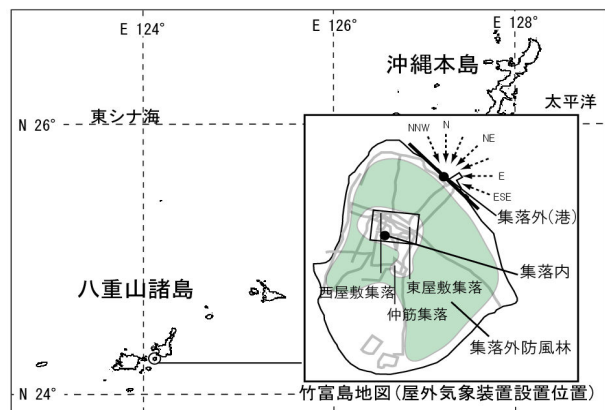 E 124°
E 126°
E 128°
沖縄本島
太平洋
東シナ海
N 26°
NNW
N
NE
E
ESE
集落外(港)
集落内
八重山諸島
西屋敷集落
東屋敷集落
仲筋集落
集落外防風林
N 24°
竹富島地図(屋外気象装置設置位置)